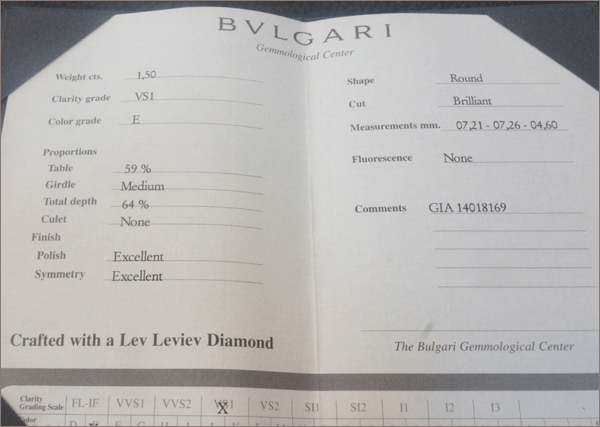 BVLGARI
Gemmological Center
Weight cts. 1,50
Clarity grade VS1
Color grade E
Proportions
Table 59 %
Girdle Medium
Total depth 64 %
Culet None
Finish
Polish Excellent
Symmetry Excellent
Crafted with a Lev Leviev Diamond
Shape Round
Cut Brilliant
Measurements mm. 07,21 - 07,26 - 04,60
Fluorescence None
Comments GIA 14018169
The Bulgari Gemmological Center
Clarity
Grading Scale FL-IF VVS1 VVS2 VS1 X VS2 SI1 SI2 I1 I2 I3
Color